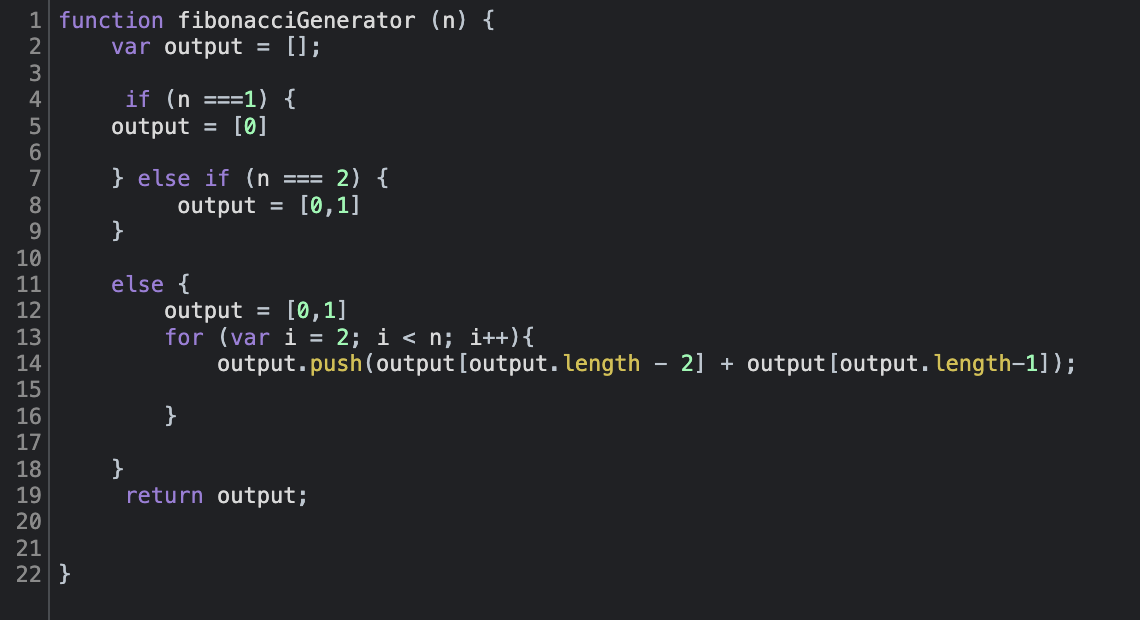 1 function fibonacciGenerator (n) {
2     var output = [];
3
4      if (n ===1) {
5     output = [0]
6
7     } else if (n === 2) {
8          output = [0,1]
9     }
10
11     else {
12         output = [0,1]
13         for (var i = 2; i < n; i++){
14             output.push(output[output.length - 2] + output[output.length-1]);
15
16         }
17
18     }
19      return output;
20
21
22 }